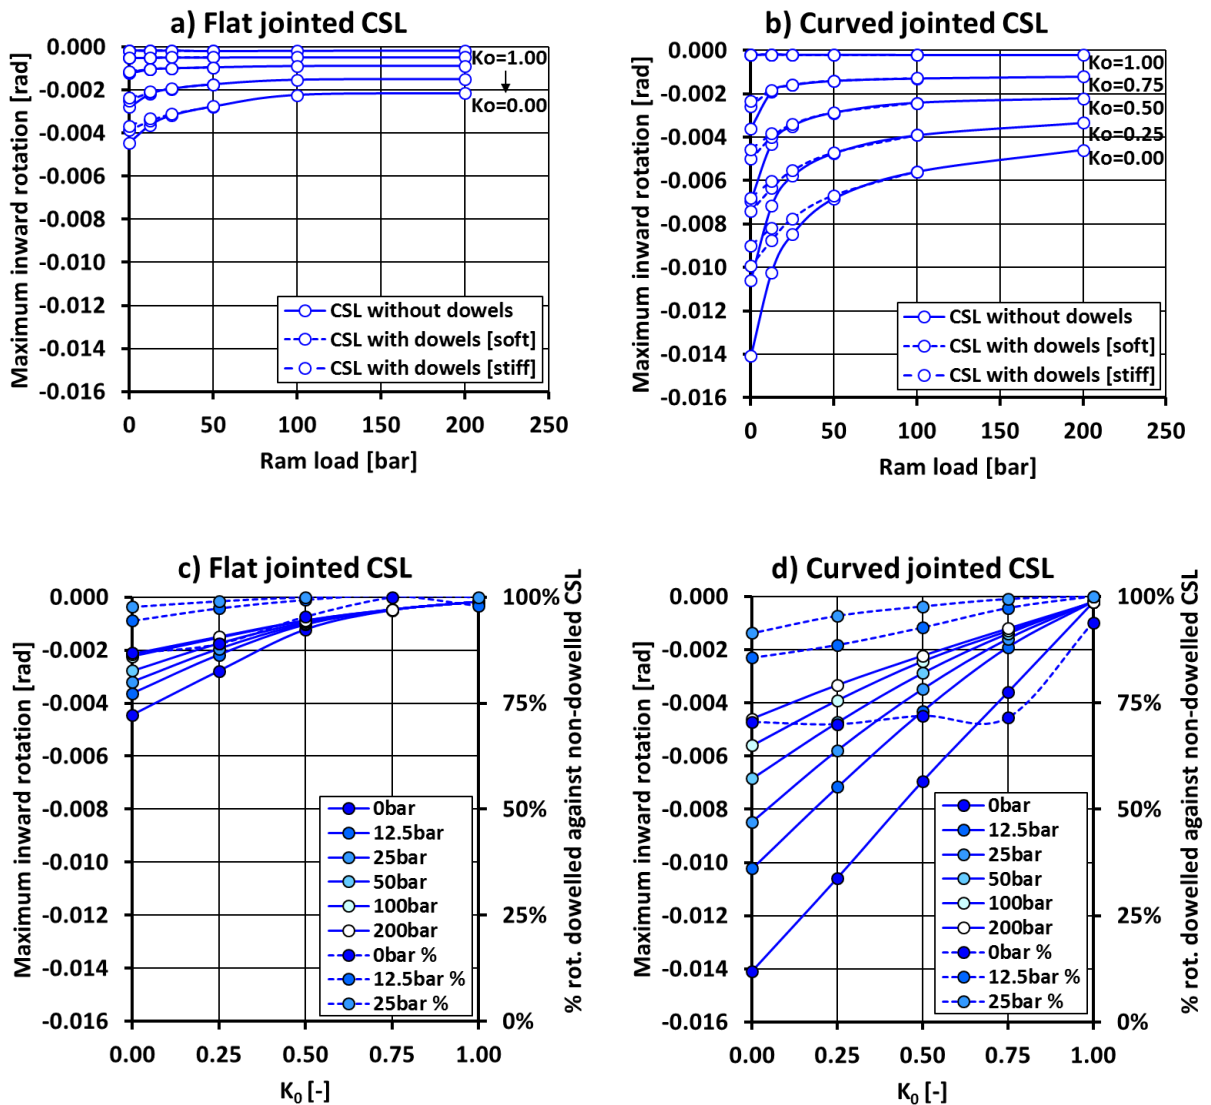 a) Flat jointed CSL
Maximum inward rotation [rad]
0.000
-0.002
-0.004
-0.006
-0.008
-0.010
-0.012
-0.014
-0.016
Ko=1.00
Ko=0.00
CSL without dowels
CSL with dowels [soft]
CSL with dowels [stiff]
0 50 100 150 200 250
Ram load [bar]
b) Curved jointed CSL
Maximum inward rotation [rad]
0.000
-0.002
-0.004
-0.006
-0.008
-0.010
-0.012
-0.014
-0.016
Ko=1.00
Ko=0.75
Ko=0.50
Ko=0.25
Ko=0.00
CSL without dowels
CSL with dowels [soft]
CSL with dowels [stiff]
0 50 100 150 200 250
Ram load [bar]
c) Flat jointed CSL
Maximum inward rotation [rad]
0.000
-0.002
-0.004
-0.006
-0.008
-0.010
-0.012
-0.014
-0.016
100%
75%
50%
25%
0%
% rot. dowelled against non-dowelled CSL
0bar
12.5bar
25bar
50bar
100bar
200bar
0bar %
12.5bar %
25bar %
0.00 0.25 0.50 0.75 1.00
K₀ [-]
d) Curved jointed CSL
Maximum inward rotation [rad]
0.000
-0.002
-0.004
-0.006
-0.008
-0.010
-0.012
-0.014
-0.016
100%
75%
50%
25%
0%
% rot. dowelled against non-dowelled CSL
0bar
12.5bar
25bar
50bar
100bar
200bar
0bar %
12.5bar %
25bar %
0.00 0.25 0.50 0.75 1.00
K₀ [-]